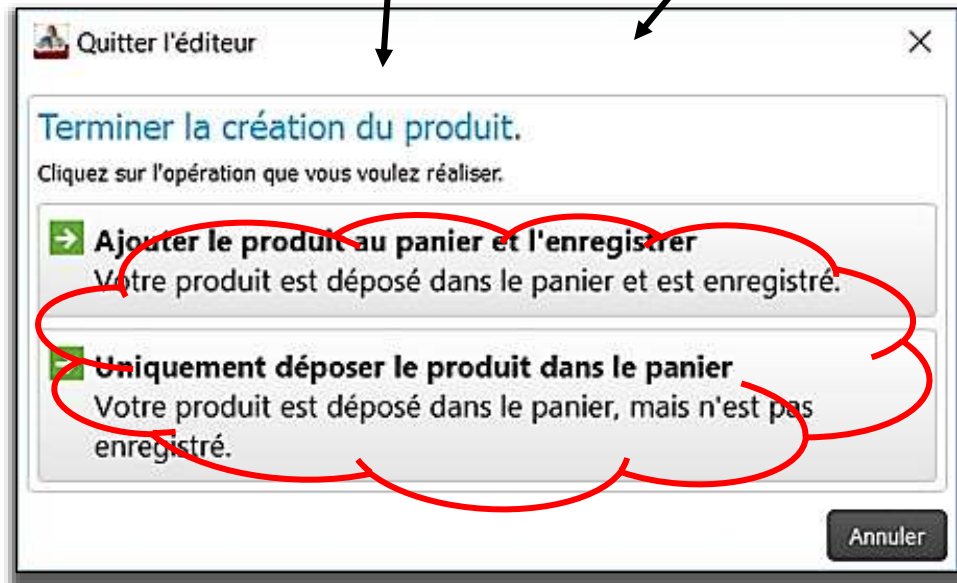 Quitter l'éditeur
Terminer la création du produit.
Cliquez sur l'opération que vous voulez réaliser.
Ajouter le produit au panier et l'enregistrer
Votre produit est déposé dans le panier et est enregistré.
Uniquement déposer le produit dans le panier
Votre produit est déposé dans le panier, mais n'est pas
enregistré.
Annuler